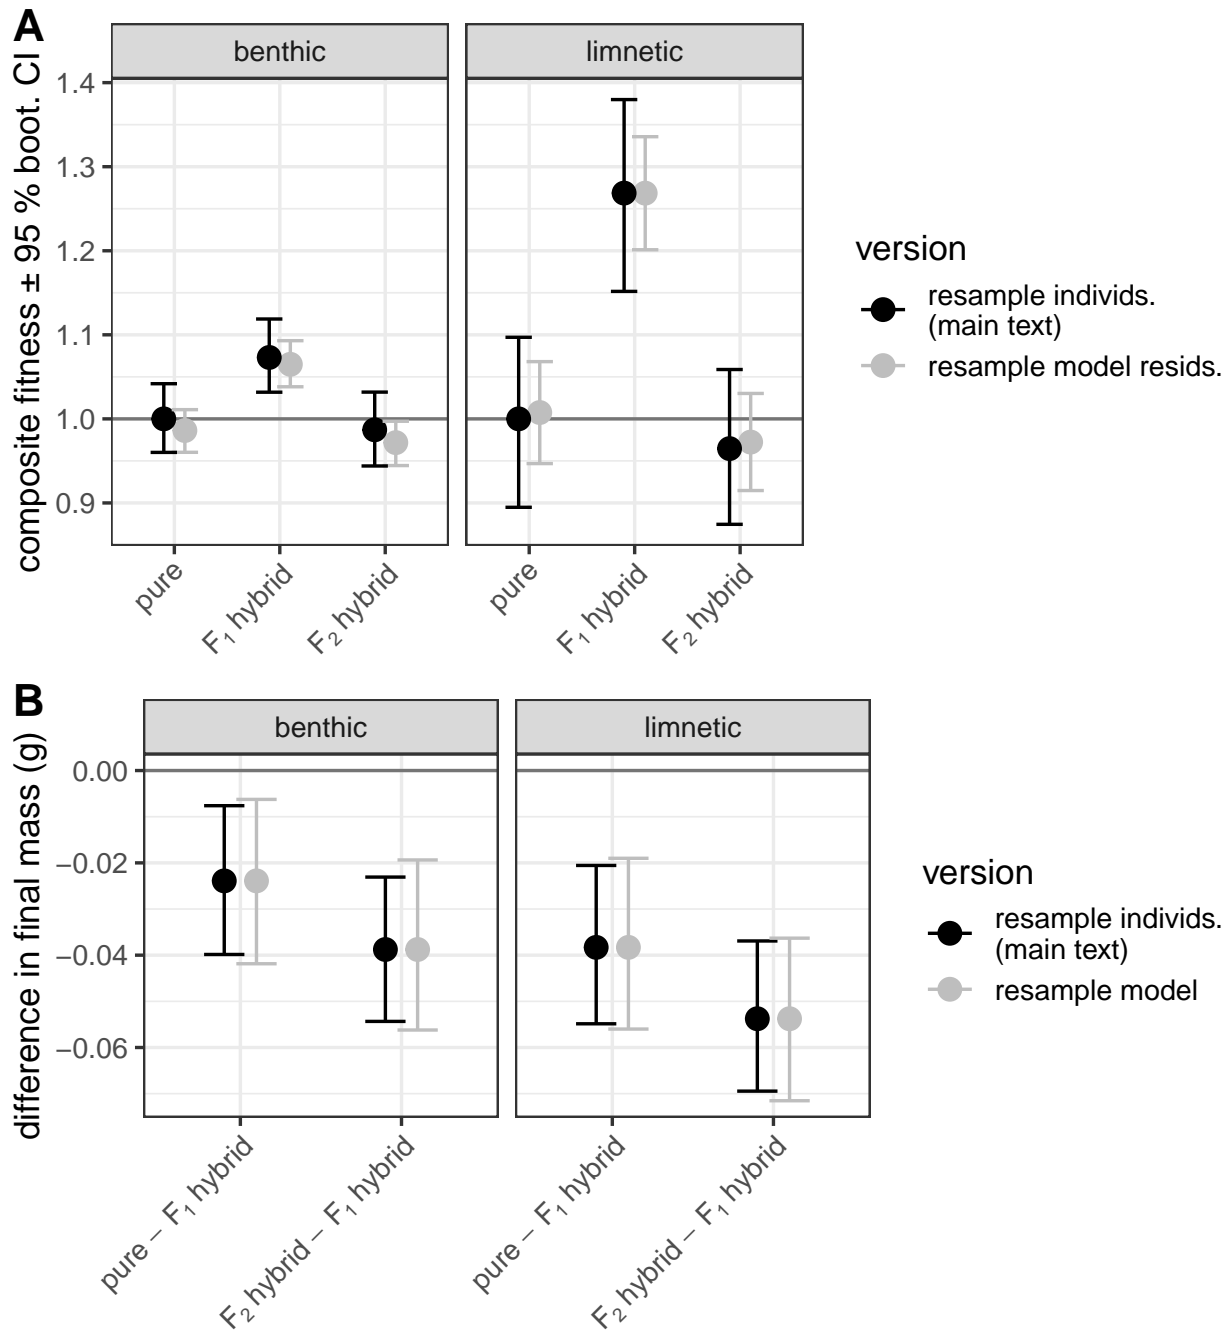 A
benthic
limnetic
composite fitness ± 95 % boot. CI
1.4
1.3
1.2
1.1
1.0
0.9
pure
F₁ hybrid
F₂ hybrid
pure
F₁ hybrid
F₂ hybrid
version
resample individs.
(main text)
resample model resids.
B
benthic
limnetic
difference in final mass (g)
0.00
−0.02
−0.04
−0.06
pure − F₁ hybrid
F₂ hybrid − F₁ hybrid
pure − F₁ hybrid
F₂ hybrid − F₁ hybrid
version
resample individs.
(main text)
resample model